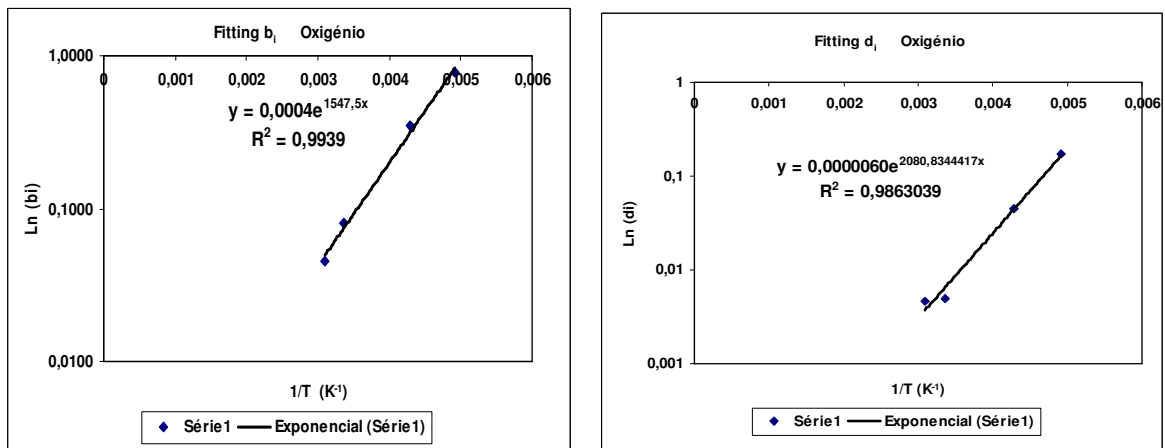 Fitting bi Oxigénio
1,0000
0 0,001 0,002 0,003 0,004 0,005 0,006
y = 0,0004e^1547,5x
R² = 0,9939
0,1000
0,0100
Ln (bi)
1/T (K⁻¹)
Série1 Exponencial (Série1)
Fitting di Oxigénio
1
0 0,001 0,002 0,003 0,004 0,005 0,006
0,1
y = 0,0000060e^2080,8344417x
R² = 0,9863039
0,01
0,001
Ln (di)
1/T (K⁻¹)
Série1 Exponencial (Série1)